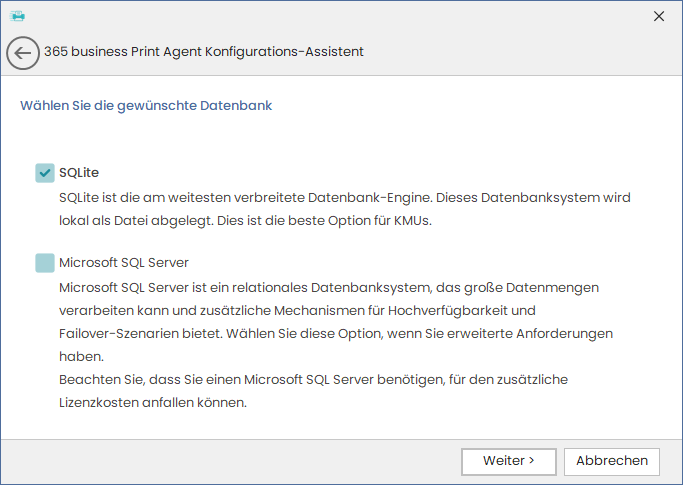 365 business Print Agent Konfigurations-Assistent
Wählen Sie die gewünschte Datenbank
SQLite
SQLite ist die am weitesten verbreitete Datenbank-Engine. Dieses Datenbanksystem wird
lokal als Datei abgelegt. Dies ist die beste Option für KMUs.
Microsoft SQL Server
Microsoft SQL Server ist ein relationales Datenbanksystem, das große Datenmengen
verarbeiten kann und zusätzliche Mechanismen für Hochverfügbarkeit und
Failover-Szenarien bietet. Wählen Sie diese Option, wenn Sie erweiterte Anforderungen
haben.
Beachten Sie, dass Sie einen Microsoft SQL Server benötigen, für den zusätzliche
Lizenzkosten anfallen können.
Weiter >
Abbrechen